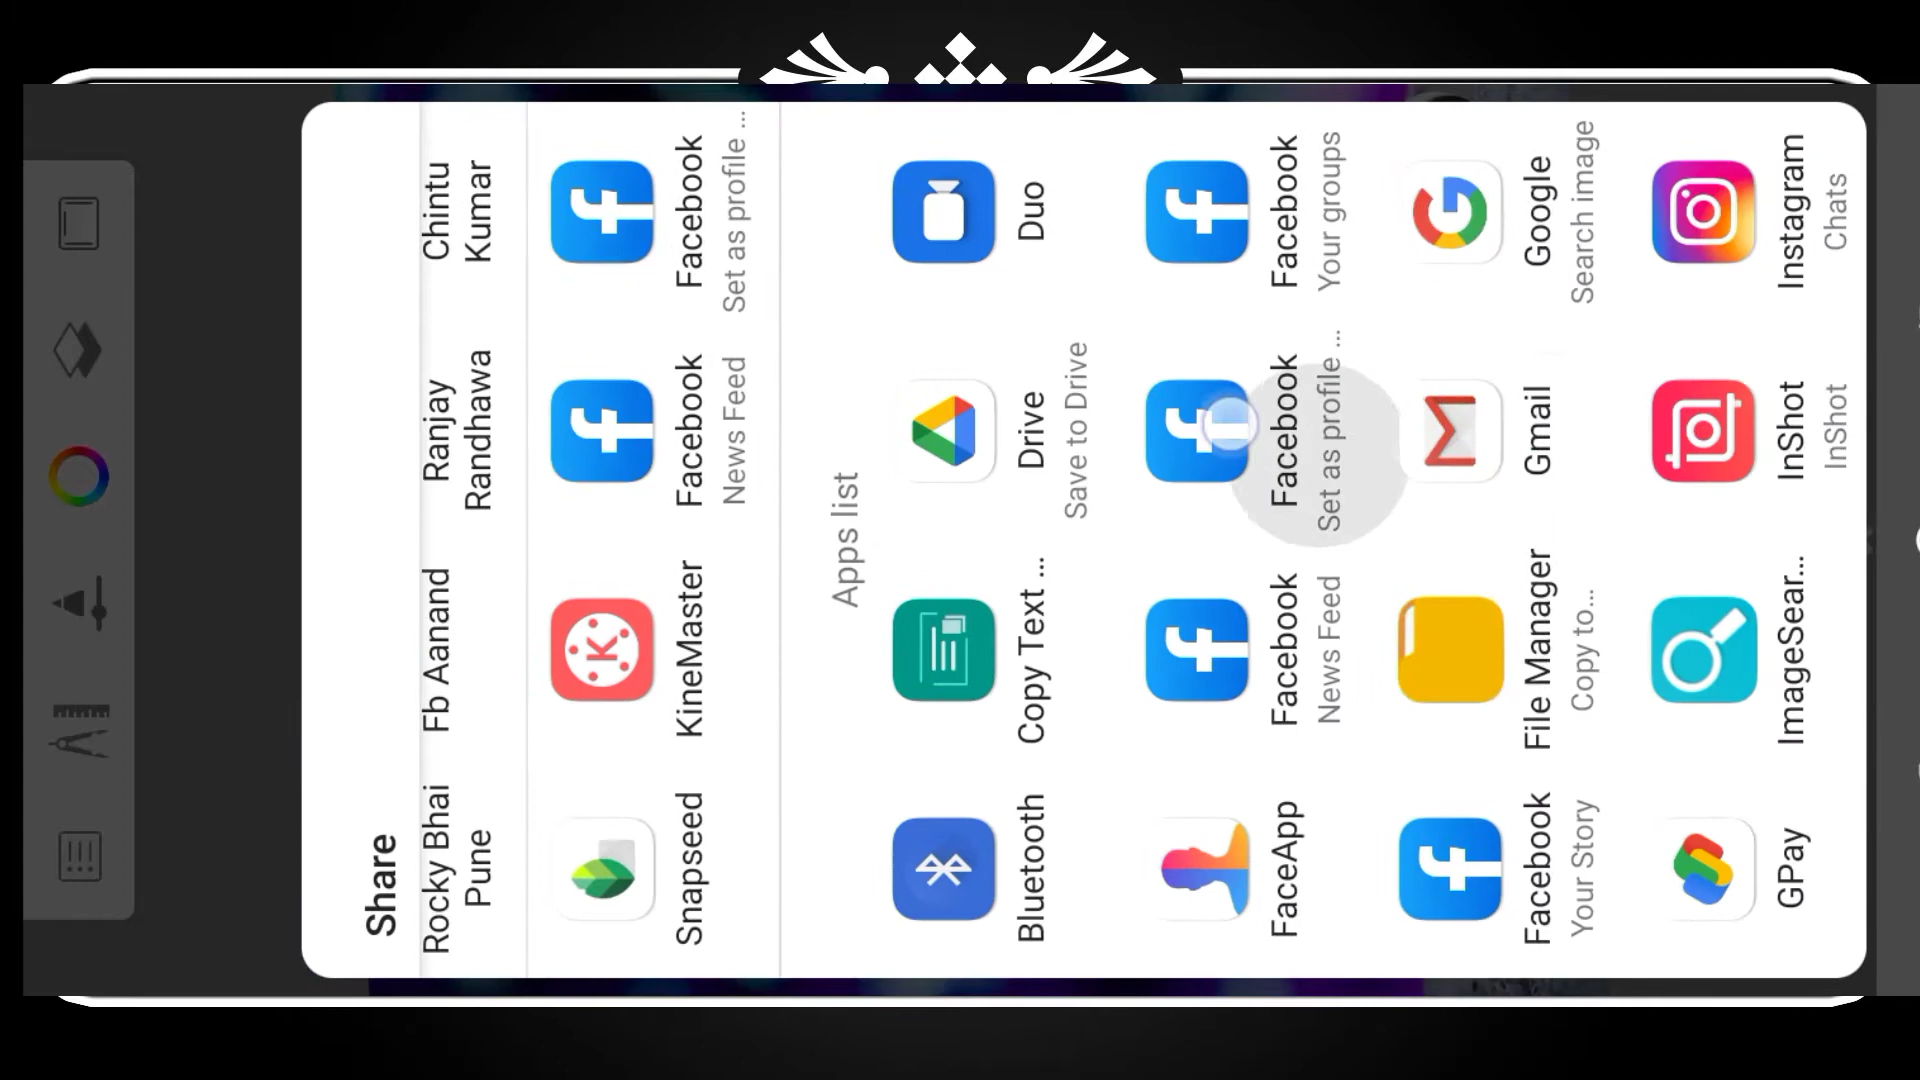 Share
Rocky Bhai
Pune
Fb Aanand
Ranjay
Randhawa
Chintu
Kumar
Snapseed
KineMaster
Facebook
News Feed
Facebook
Set as profile ...
Apps list
Bluetooth
Copy Text ...
Drive
Save to Drive
Duo
FaceApp
Facebook
News Feed
Facebook
Set as profile ...
Facebook
Your groups
Facebook
Your Story
File Manager
Copy to...
Gmail
Google
Search image
GPay
ImageSear...
InShot
InShot
Instagram
Chats